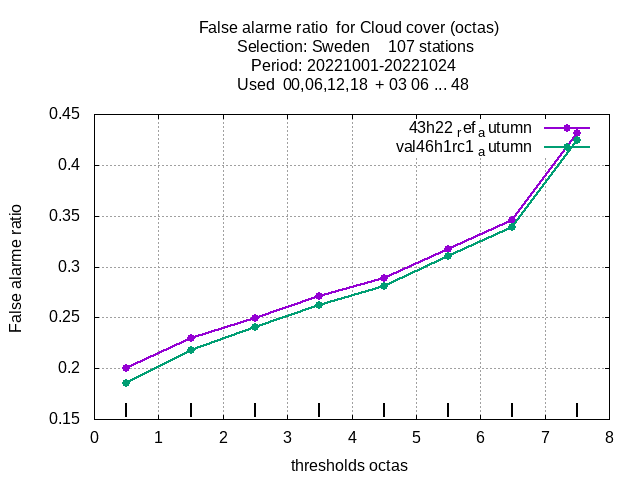 False alarme ratio  for Cloud cover (octas)
Selection: Sweden    107 stations
Period: 20221001-20221024
Used  00,06,12,18  + 03 06 ... 48
43h22 ref autumn
val46h1rc1 autumn
0.45
0.4
0.35
0.3
0.25
0.2
0.15
False alarme ratio
0 1 2 3 4 5 6 7 8
thresholds octas